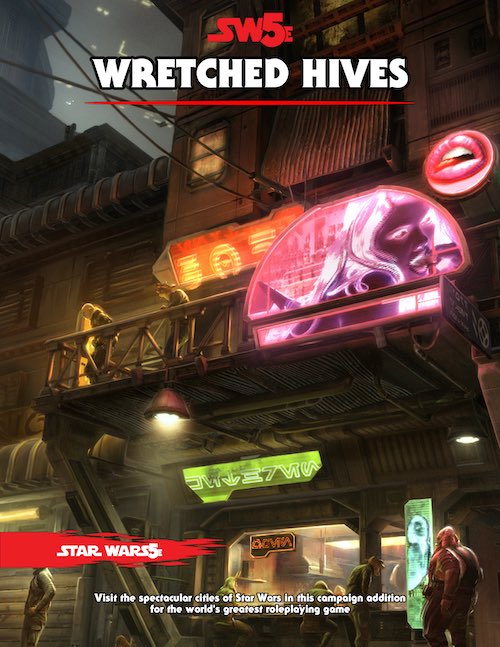 SW5E
WRETCHED HIVES
STAR WARS5E
Visit the spectacular cities of Star Wars in this campaign addition
for the world's greatest roleplaying game